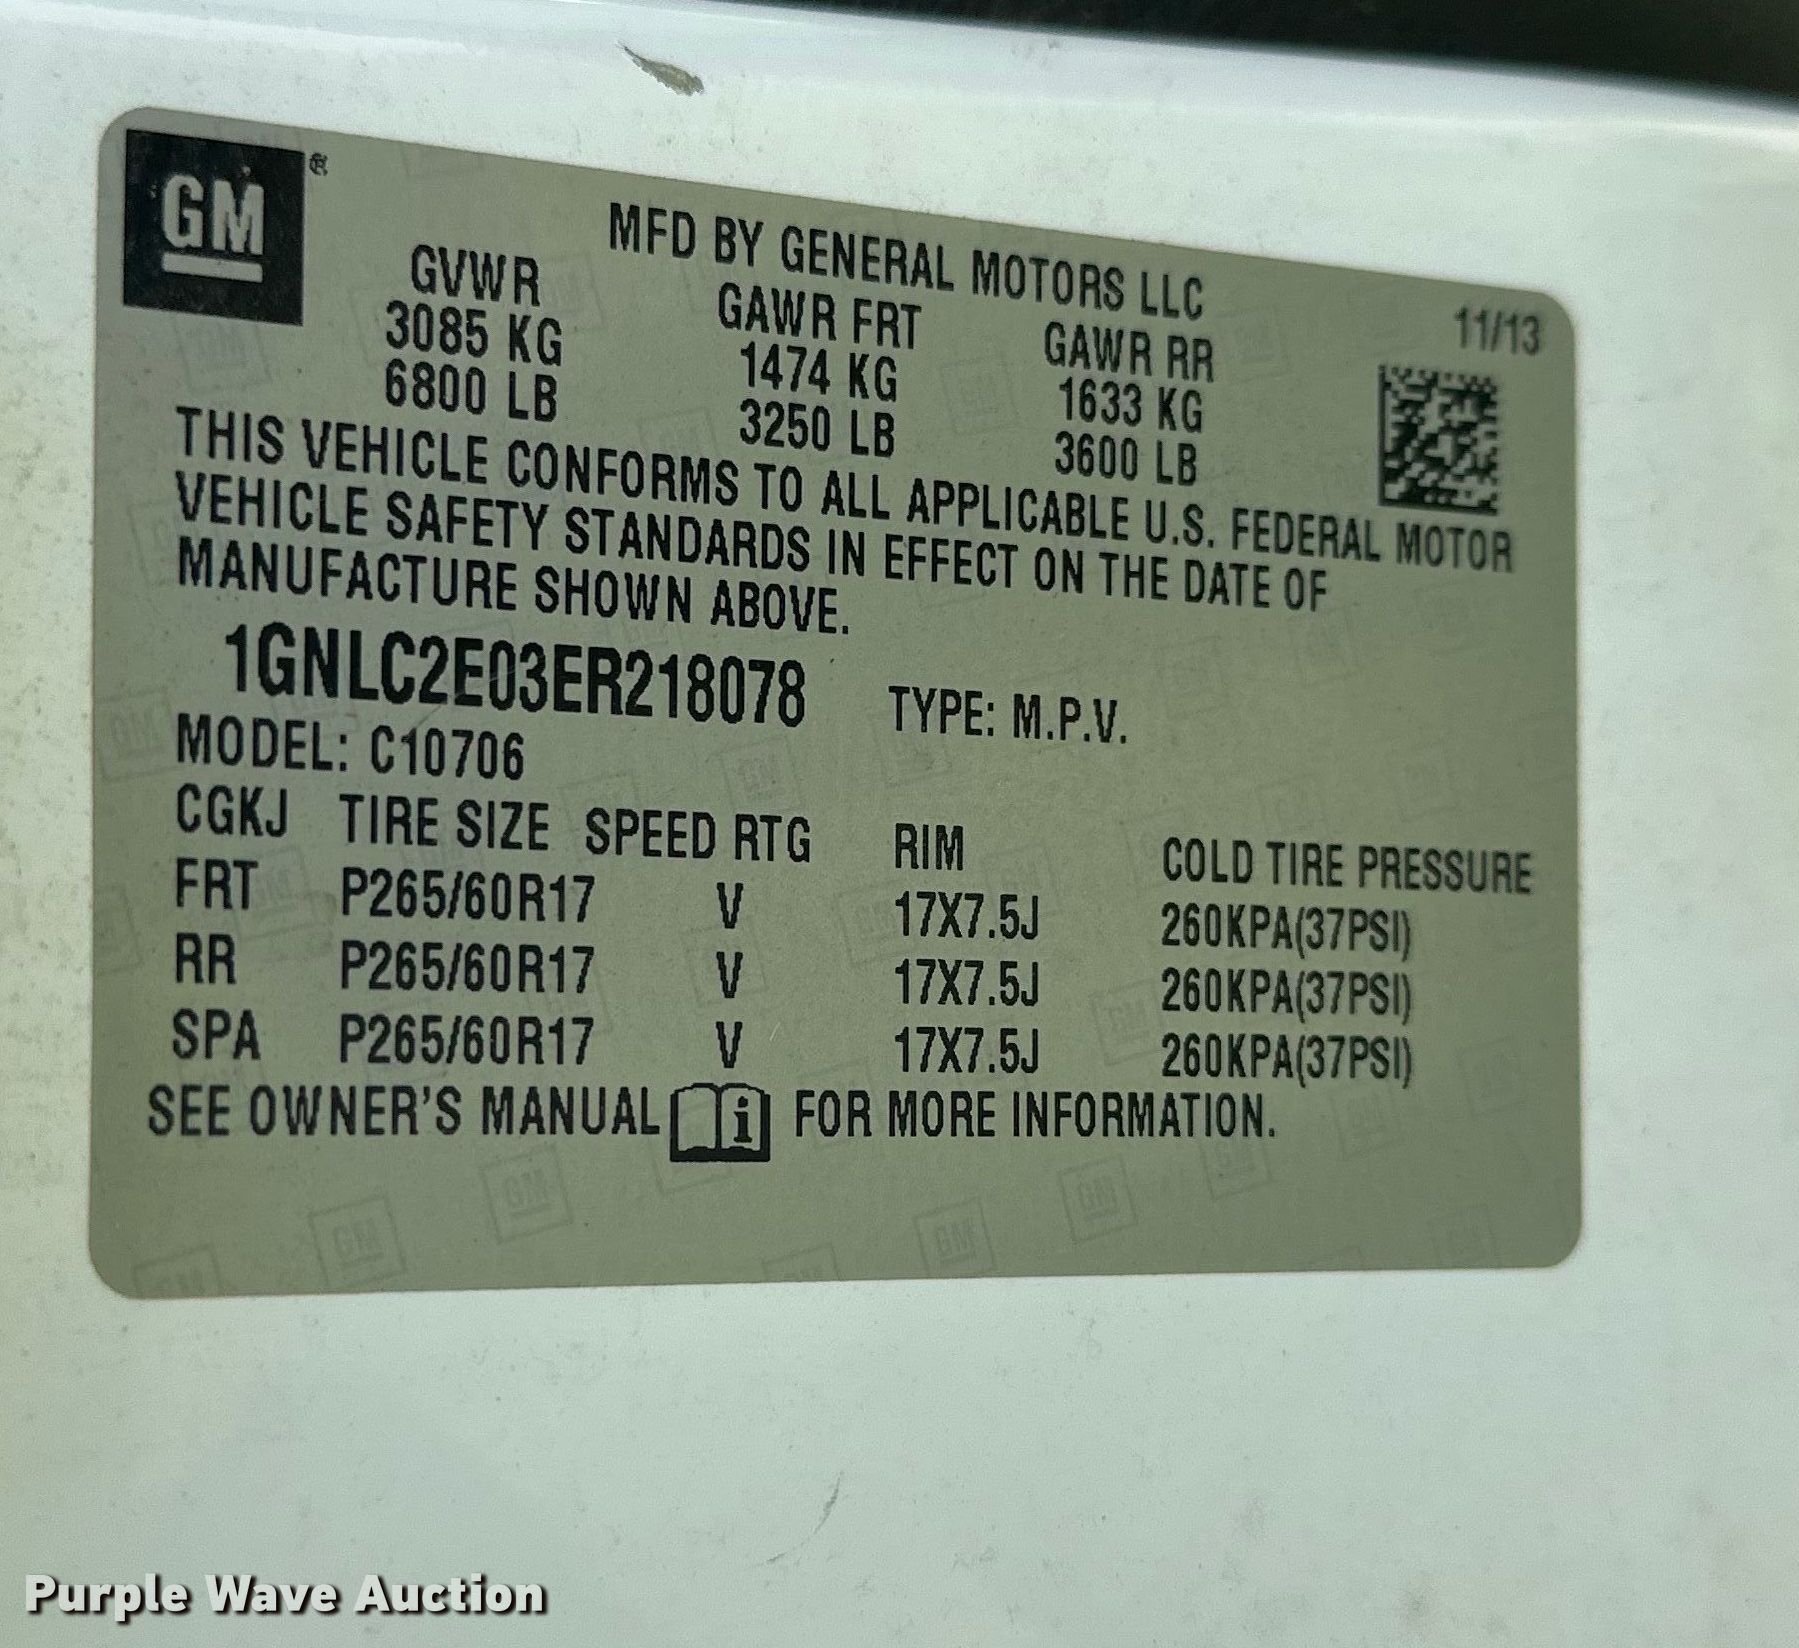 GM®
MFD BY GENERAL MOTORS LLC
11/13
GVWR GAWR FRT GAWR RR
3085 KG 1474 KG 1633 KG
6800 LB 3250 LB 3600 LB
THIS VEHICLE CONFORMS TO ALL APPLICABLE U.S. FEDERAL MOTOR
VEHICLE SAFETY STANDARDS IN EFFECT ON THE DATE OF
MANUFACTURE SHOWN ABOVE.
1GNLC2E03ER218078 TYPE: M.P.V.
MODEL: C10706
CGKJ TIRE SIZE SPEED RTG RIM COLD TIRE PRESSURE
FRT P265/60R17 V 17X7.5J 260KPA(37PSI)
RR P265/60R17 V 17X7.5J 260KPA(37PSI)
SPA P265/60R17 V 17X7.5J 260KPA(37PSI)
SEE OWNER'S MANUAL i FOR MORE INFORMATION.
Purple Wave Auction